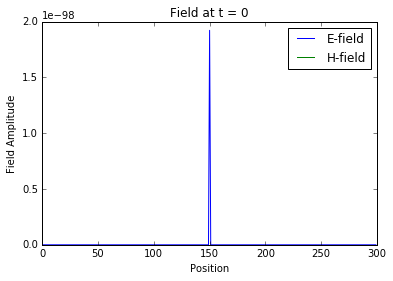 Field at t = 0
1e−98
2.0
1.5
1.0
0.5
0.0
0 50 100 150 200 250 300
Field Amplitude
Position
E-field
H-field